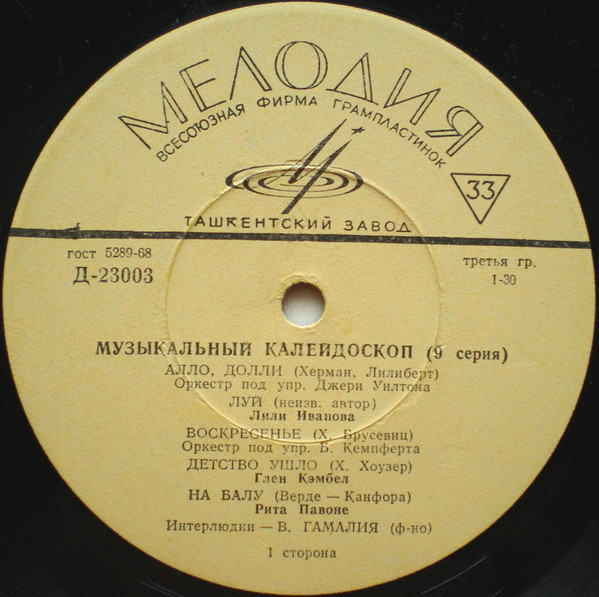 МЕЛОДИЯ
ВСЕСОЮЗНАЯ ФИРМА ГРАМПЛАСТИНОК
33
ТАШКЕНТСКИЙ ЗАВОД
гост 5289-68
Д-23003
третья гр.
1-30
МУЗЫКАЛЬНЫЙ КАЛЕЙДОСКОП (9 серия)
АЛЛО, ДОЛЛИ (Херман, Лилиберт)
Оркестр под упр. Джери Уилтона
ЛУЙ (неизв. автор)
Лили Иванова
ВОСКРЕСЕНЬЕ (Х. Брусевиц)
Оркестр под упр. Б. Кемпферта
ДЕТСТВО УШЛО (Х. Хоузер)
Глен Кэмбел
НА БАЛУ (Верде — Канфора)
Рита Павоне
Интерлюдки — В. ГАМАЛИЯ (ф-но)
1 сторона